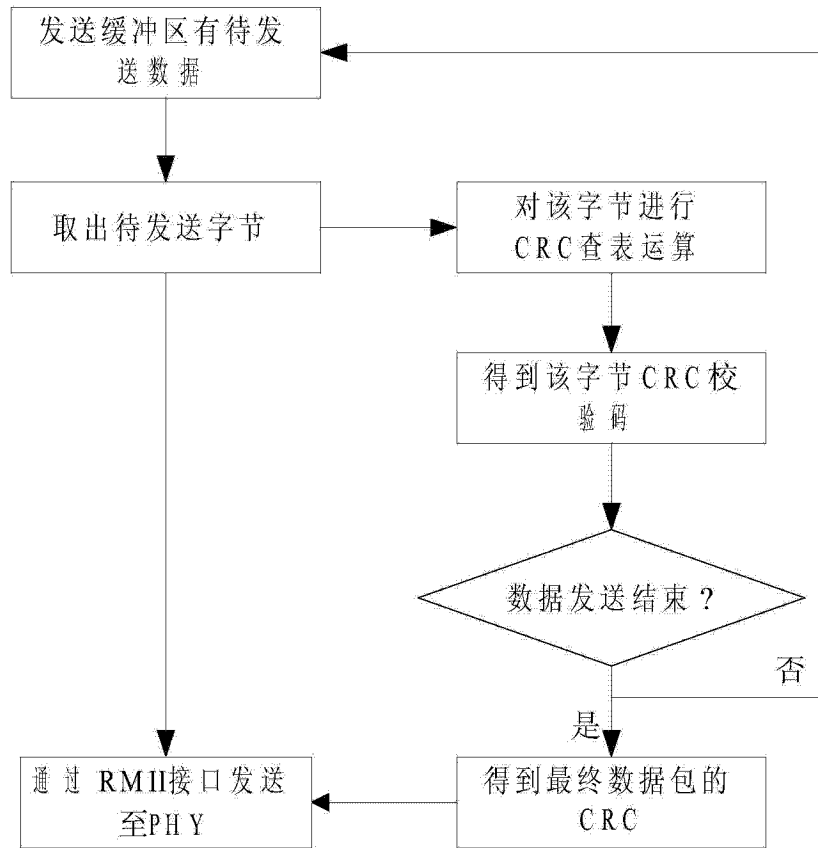 发送缓冲区有待发
送数据
取出待发送字节
对该字节进行
CRC查表运算
得到该字节CRC校
验码
数据发送结束？
否
是
通过RMII接口发送
至PHY
得到最终数据包的
CRC